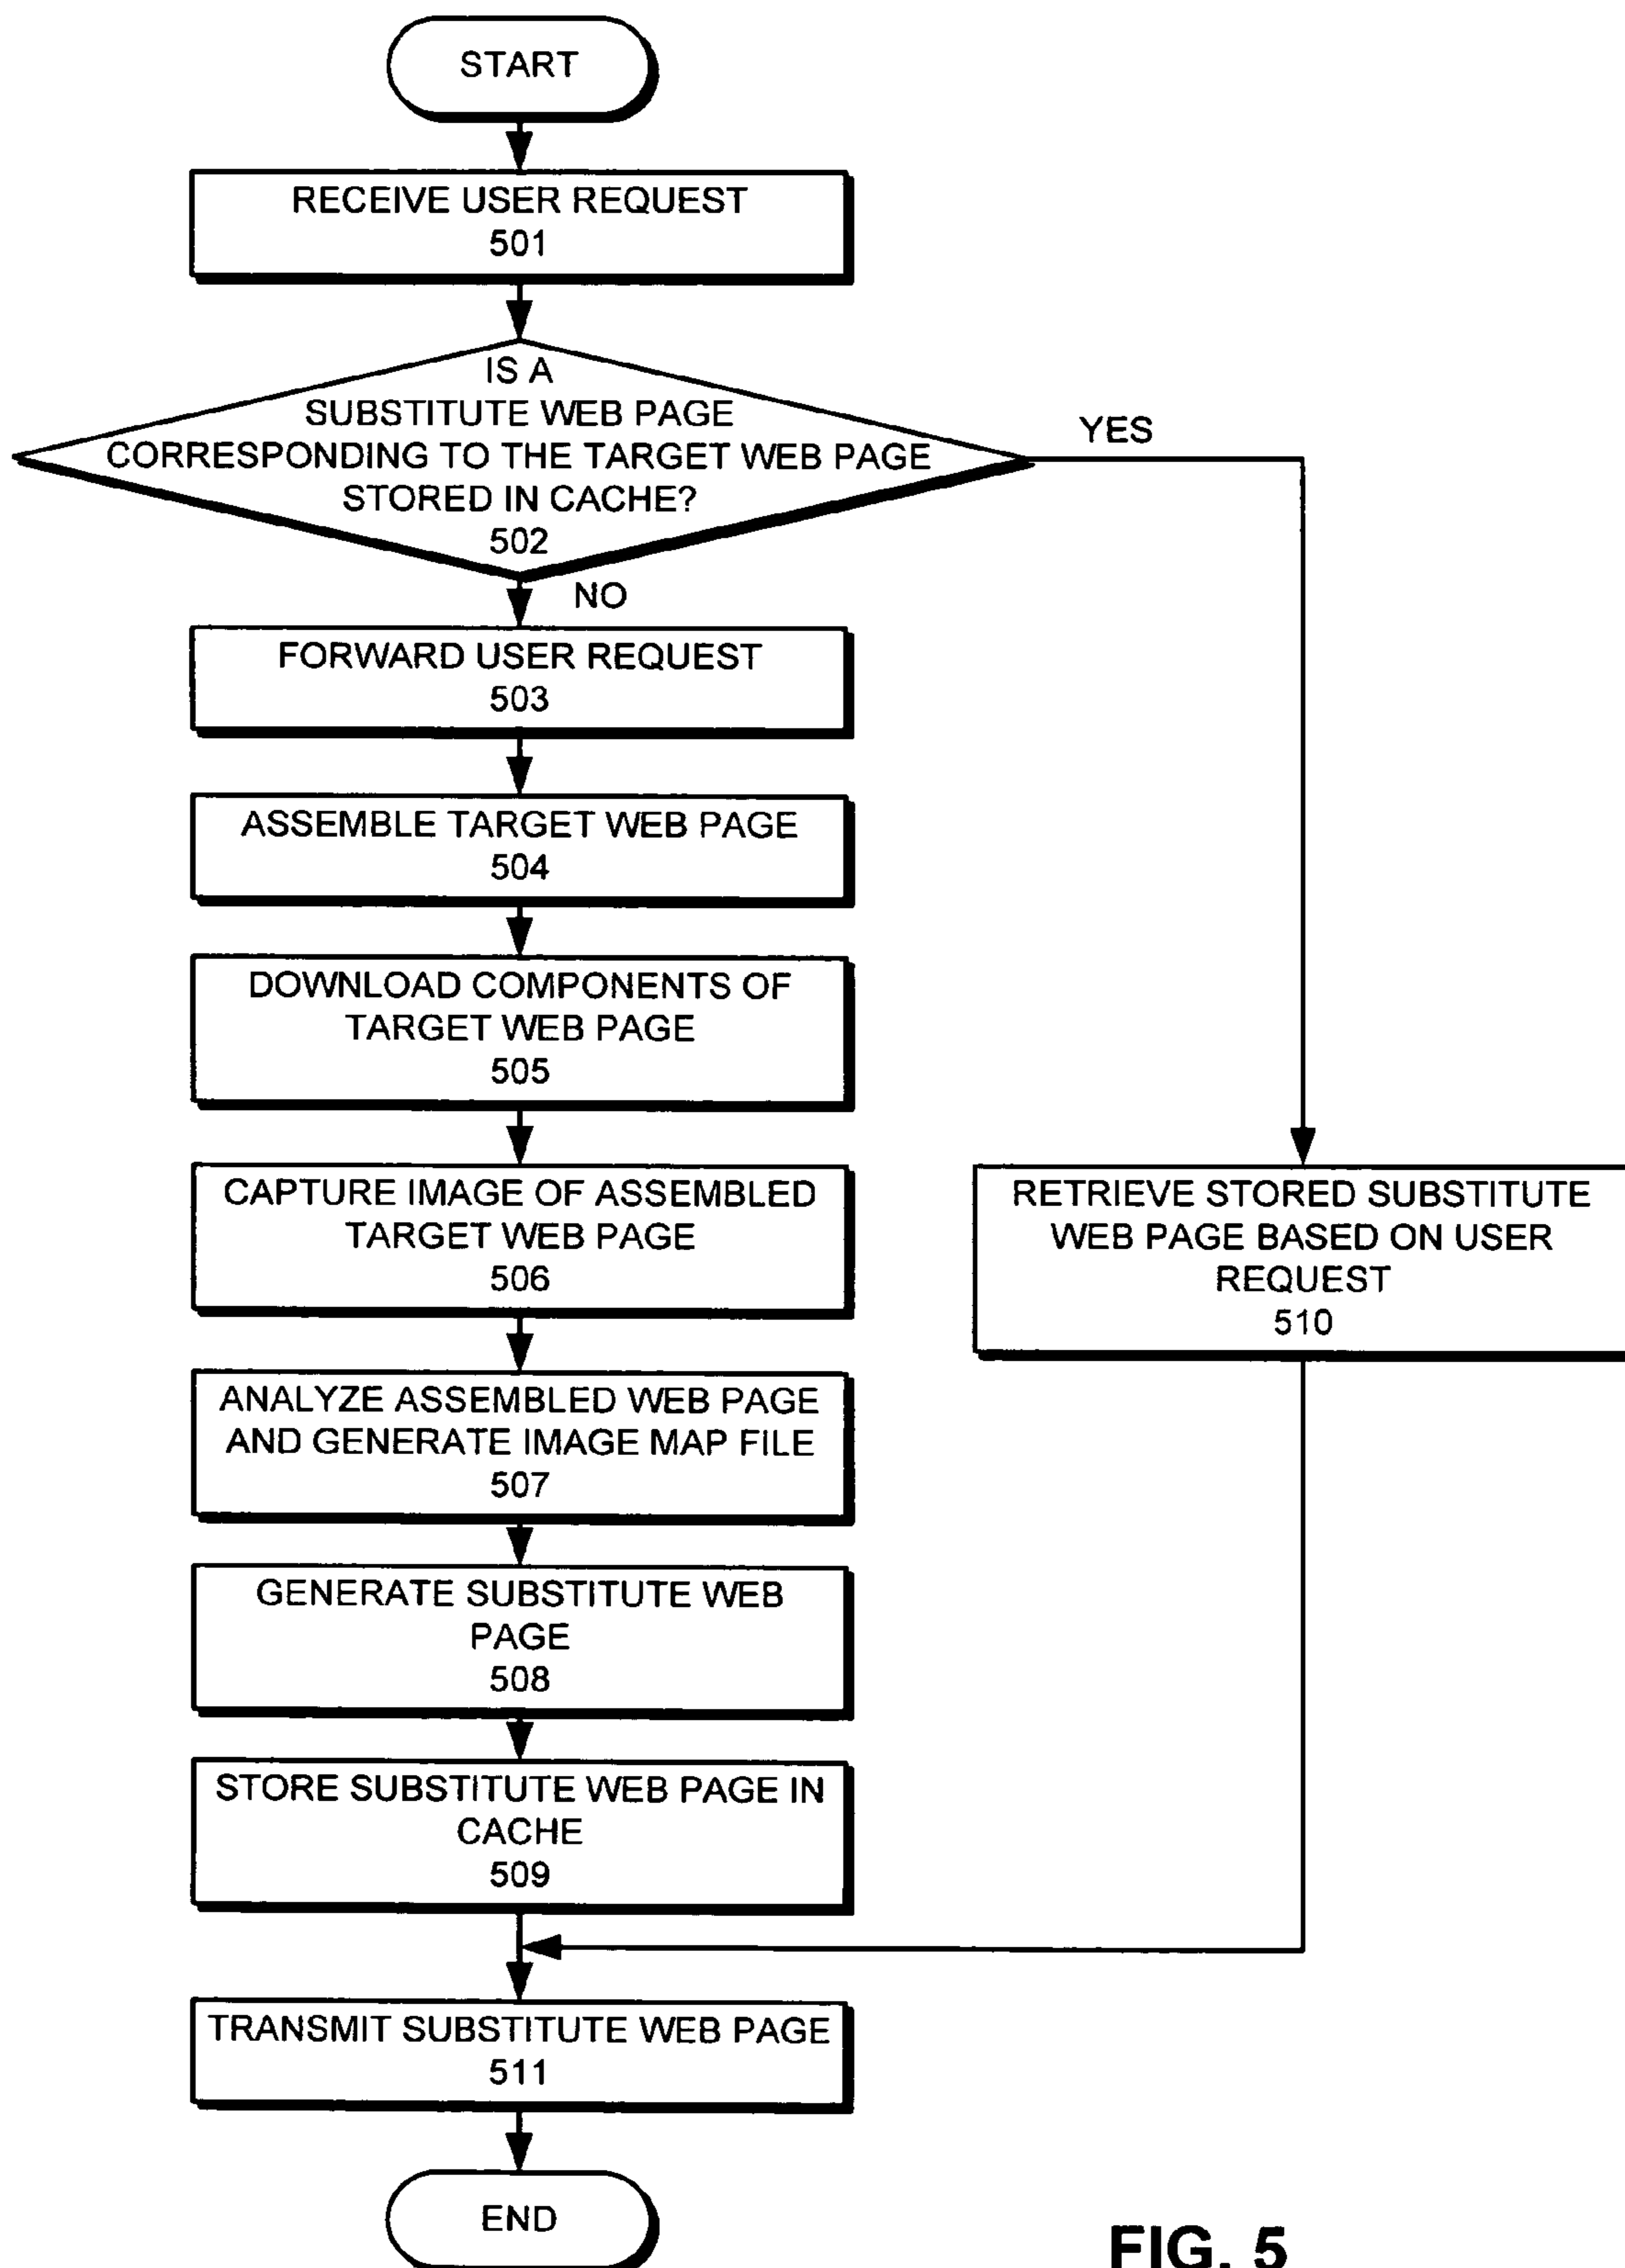 START
RECEIVE USER REQUEST
501
IS A
SUBSTITUTE WEB PAGE
CORRESPONDING TO THE TARGET WEB PAGE
STORED IN CACHE?
502
YES
NO
FORWARD USER REQUEST
503
ASSEMBLE TARGET WEB PAGE
504
DOWNLOAD COMPONENTS OF
TARGET WEB PAGE
505
CAPTURE IMAGE OF ASSEMBLED
TARGET WEB PAGE
506
RETRIEVE STORED SUBSTITUTE
WEB PAGE BASED ON USER
REQUEST
510
ANALYZE ASSEMBLED WEB PAGE
AND GENERATE IMAGE MAP FILE
507
GENERATE SUBSTITUTE WEB
PAGE
508
STORE SUBSTITUTE WEB PAGE IN
CACHE
509
TRANSMIT SUBSTITUTE WEB PAGE
511
END
FIG. 5